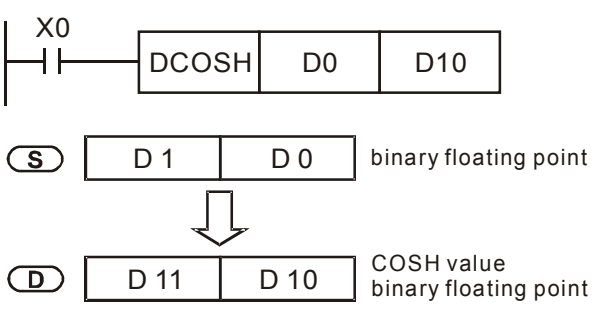 X0
DCOSH D0 D10
S D 1 D 0 binary floating point
D D 11 D 10 COSH value
binary floating point